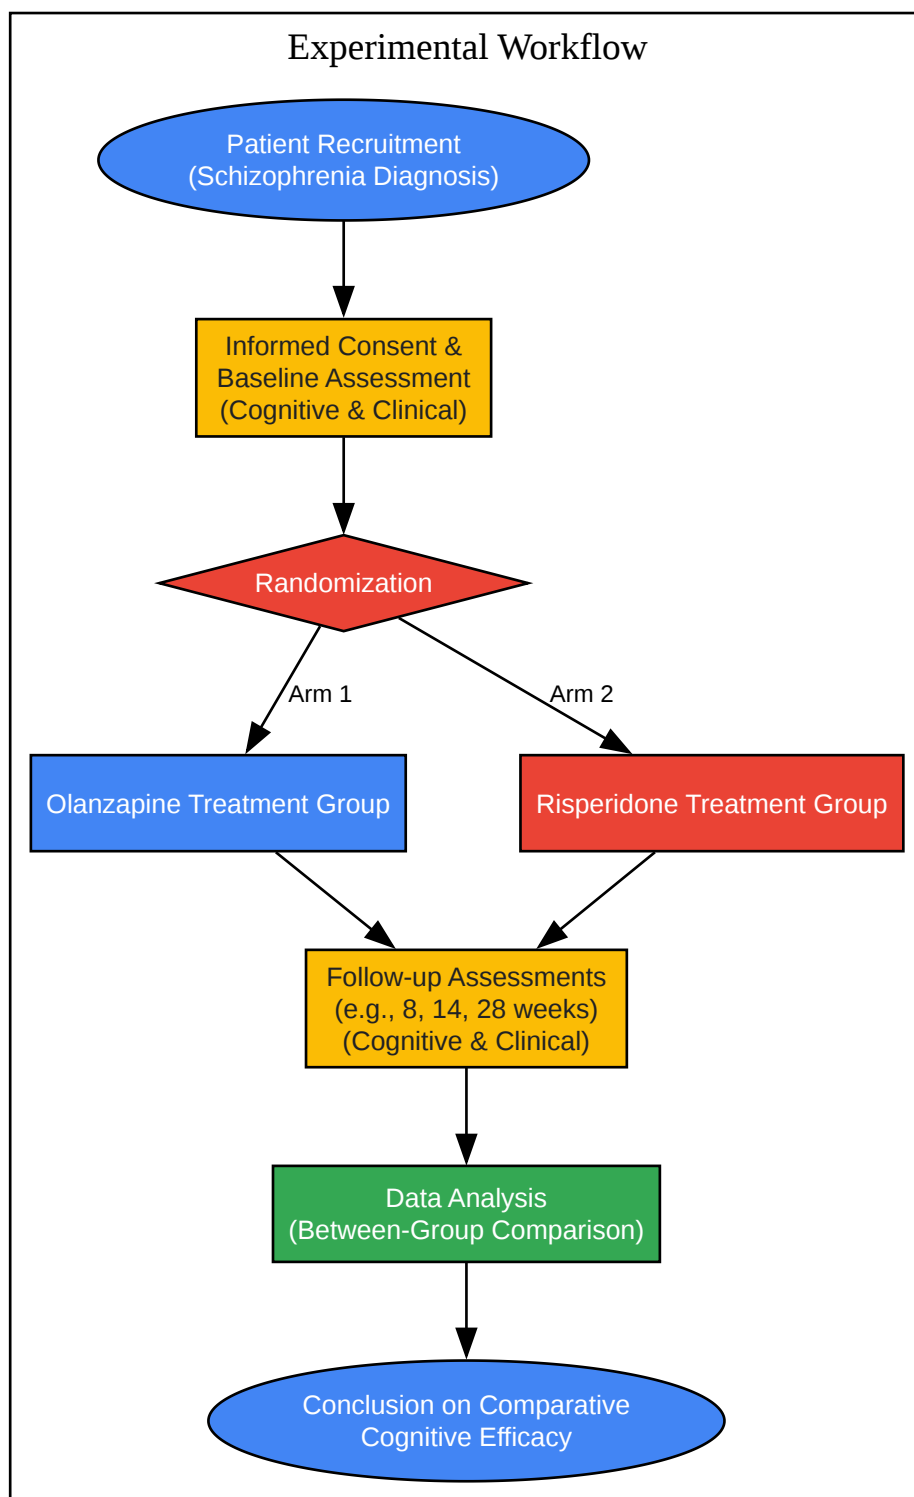 Experimental Workflow
Patient Recruitment
(Schizophrenia Diagnosis)
Informed Consent &
Baseline Assessment
(Cognitive & Clinical)
Randomization
Arm 1
Arm 2
Olanzapine Treatment Group
Risperidone Treatment Group
Follow-up Assessments
(e.g., 8, 14, 28 weeks)
(Cognitive & Clinical)
Data Analysis
(Between-Group Comparison)
Conclusion on Comparative
Cognitive Efficacy